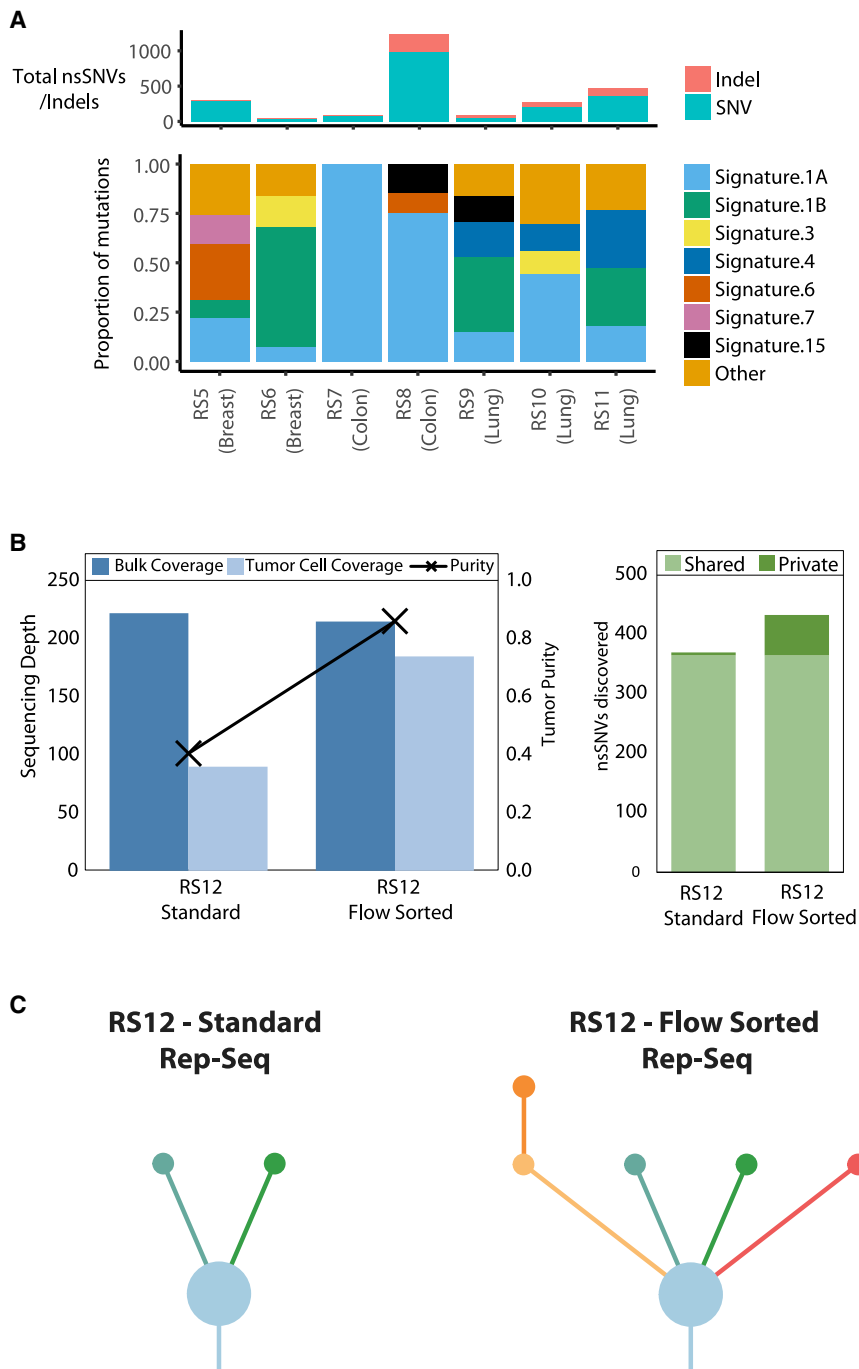 A
Total nsSNVs
/Indels
1000
500
0
Indel
SNV
Proportion of mutations
1.00
0.75
0.50
0.25
0.00
RS5
(Breast)
RS6
(Breast)
RS7
(Colon)
RS8
(Colon)
RS9
(Lung)
RS10
(Lung)
RS11
(Lung)
Signature.1A
Signature.1B
Signature.3
Signature.4
Signature.6
Signature.7
Signature.15
Other
B
Bulk Coverage Tumor Cell Coverage Purity
Sequencing Depth
250
200
150
100
50
0
1.0
0.8
0.6
0.4
0.2
0.0
Tumor Purity
RS12
Standard
RS12
Flow Sorted
Shared Private
nsSNVs discovered
500
400
300
200
100
0
RS12
Standard
RS12
Flow Sorted
C
RS12 - Standard
Rep-Seq
RS12 - Flow Sorted
Rep-Seq